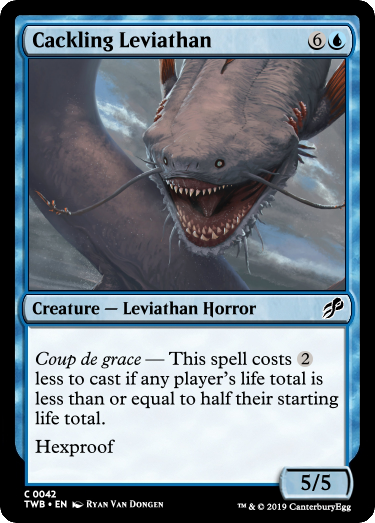 Cackling Leviathan 6
Creature — Leviathan Horror
Coup de grace — This spell costs 2
less to cast if any player's life total is
less than or equal to half their starting
life total.
Hexproof
5/5
C 0042
TWB • EN Ryan Van Dongen
™ & © 2019 CanterburyEgg